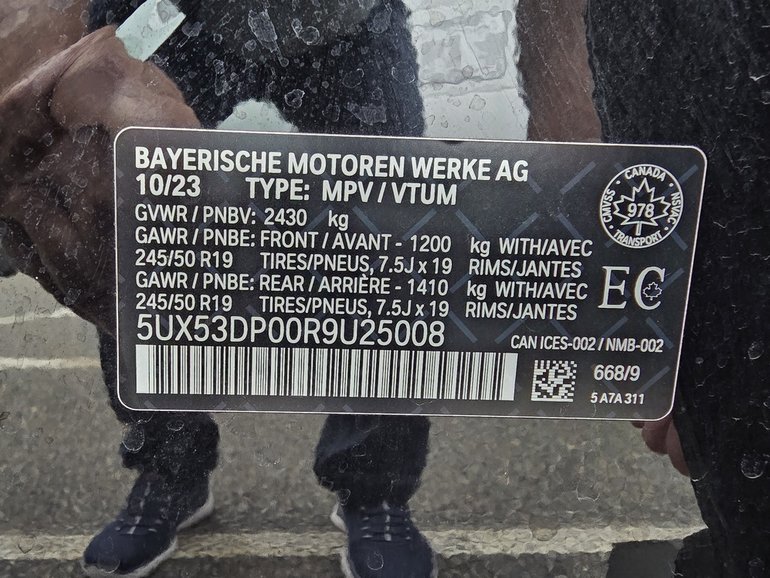 BAYERISCHE MOTOREN WERKE AG
10/23 TYPE: MPV / VTUM
GVWR / PNBV: 2430 kg
GAWR / PNBE: FRONT / AVANT - 1200 kg WITH/AVEC
245/50 R19 TIRES/PNEUS, 7.5J x 19 RIMS/JANTES
GAWR / PNBE: REAR / ARRIÈRE - 1410 kg WITH/AVEC
245/50 R19 TIRES/PNEUS, 7.5J x 19 RIMS/JANTES
5UX53DP00R9U25008
CANADA
CMVSS NSVAC
978
TRANSPORT
EC
CAN ICES-002 / NMB-002
668/9
5 A7A 311